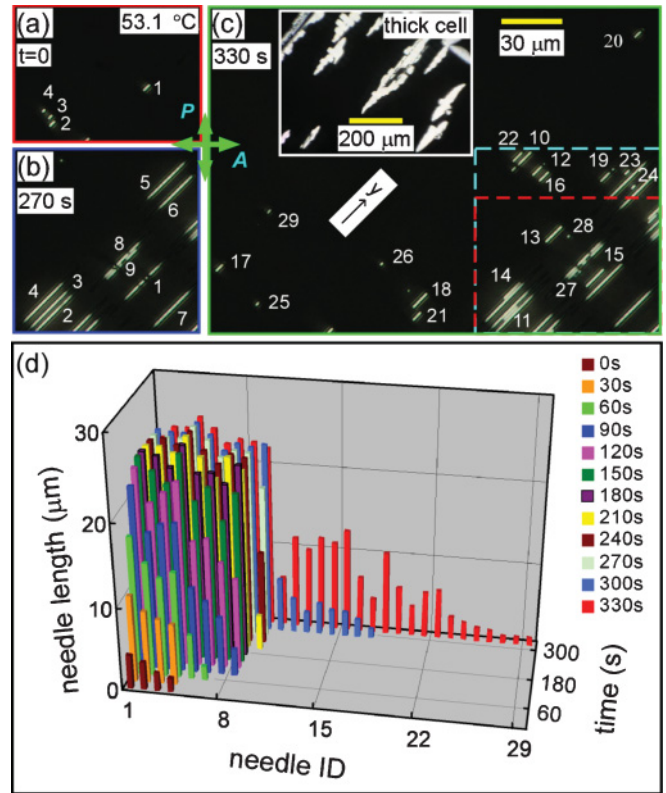 (a)
53.1 °C
t=0
4
3
2
1
P
A
(b)
270 s
5
6
8
9
4
3
1
2
7
(c)
330 s
thick cell
200 μm
30 μm
20
22 10
12
19 23
24
16
29
k
28
13
17
26
15
14
18
27
25
21
11
(d)
needle length (μm)
30
20
10
0
1
8
15
22
29
needle ID
300
180
60
time (s)
0s
30s
60s
90s
120s
150s
180s
210s
240s
270s
300s
330s